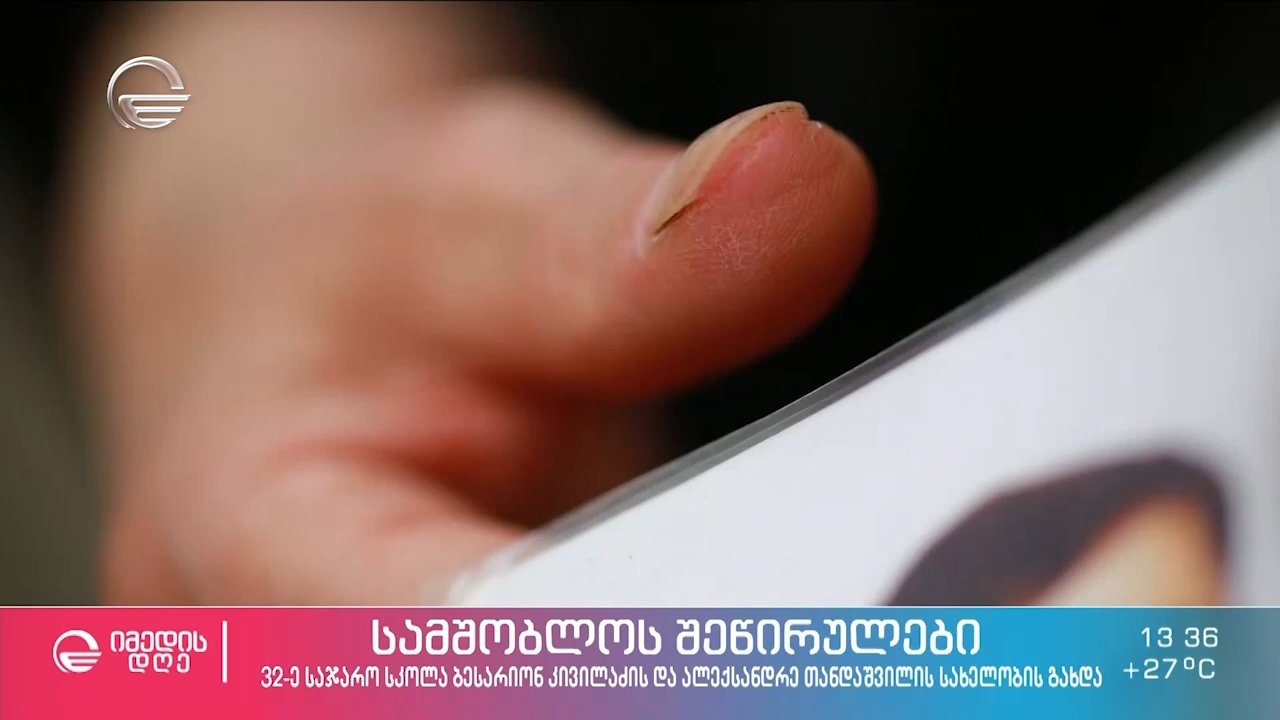 იმედის
დღე
სამშობლოს შეწირულები
32-ე საჯარო სკოლა ბესარიონ კივილაძის და ალექსანდრე თანდაშვილის სახელობის გახდა
13 36
+27°C